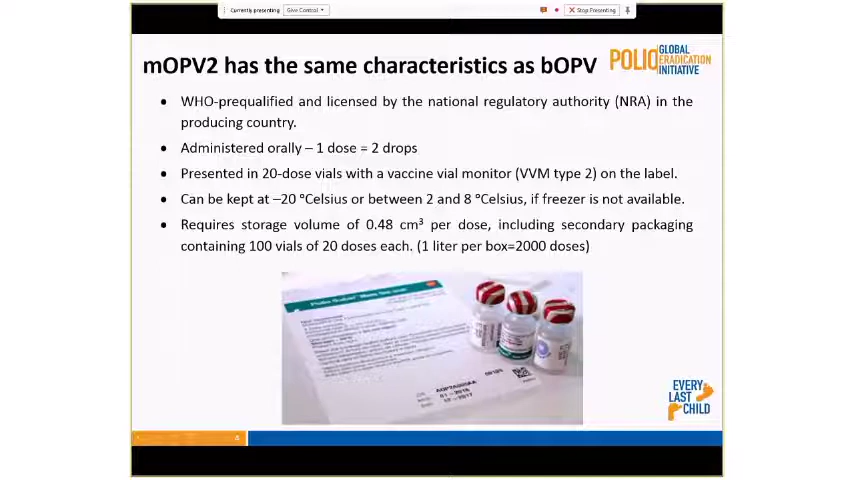 Currently presenting
Give Control
Stop Presenting
mOPV2 has the same characteristics as bOPV
POLIO GLOBAL
ERADICATION
INITIATIVE
• WHO-prequalified and licensed by the national regulatory authority (NRA) in the
producing country.
• Administered orally – 1 dose = 2 drops
• Presented in 20-dose vials with a vaccine vial monitor (VVM type 2) on the label.
• Can be kept at –20 °Celsius or between 2 and 8 °Celsius, if freezer is not available.
• Requires storage volume of 0.48 cm³ per dose, including secondary packaging
containing 100 vials of 20 doses each. (1 liter per box=2000 doses)
01 - 2016
12 - 2017
EVERY
LAST
CHILD